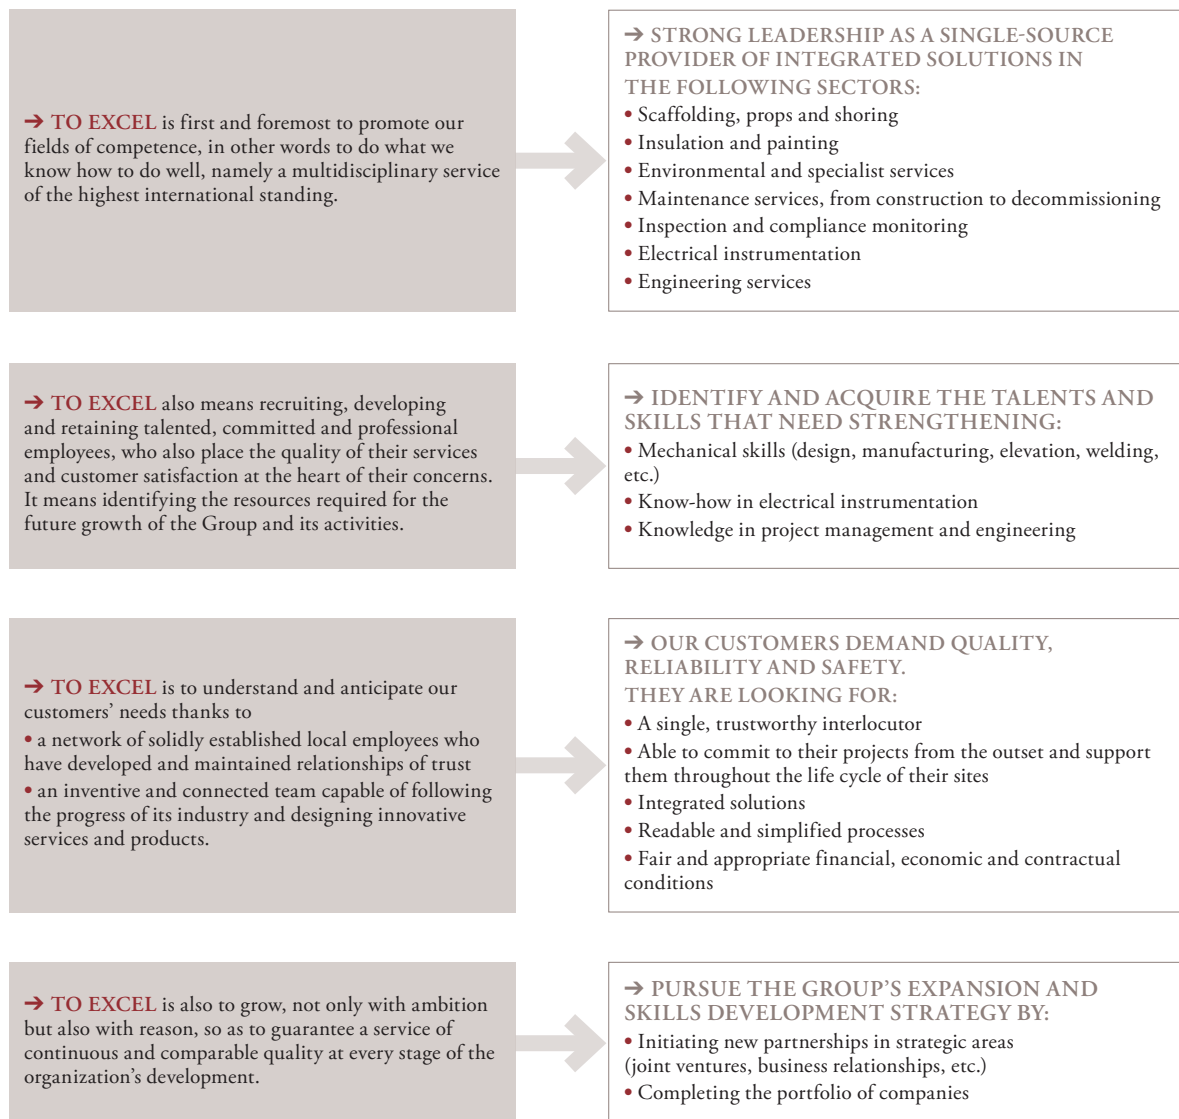 → TO EXCEL is first and foremost to promote our
fields of competence, in other words to do what we
know how to do well, namely a multidisciplinary service
of the highest international standing.
→ STRONG LEADERSHIP AS A SINGLE-SOURCE
PROVIDER OF INTEGRATED SOLUTIONS IN
THE FOLLOWING SECTORS:
• Scaffolding, props and shoring
• Insulation and painting
• Environmental and specialist services
• Maintenance services, from construction to decommissioning
• Inspection and compliance monitoring
• Electrical instrumentation
• Engineering services
→ TO EXCEL also means recruiting, developing
and retaining talented, committed and professional
employees, who also place the quality of their services
and customer satisfaction at the heart of their concerns.
It means identifying the resources required for the
future growth of the Group and its activities.
→ IDENTIFY AND ACQUIRE THE TALENTS AND
SKILLS THAT NEED STRENGTHENING:
• Mechanical skills (design, manufacturing, elevation, welding,
etc.)
• Know-how in electrical instrumentation
• Knowledge in project management and engineering
→ TO EXCEL is to understand and anticipate our
customers’ needs thanks to
• a network of solidly established local employees who
have developed and maintained relationships of trust
• an inventive and connected team capable of following
the progress of its industry and designing innovative
services and products.
→ OUR CUSTOMERS DEMAND QUALITY,
RELIABILITY AND SAFETY.
THEY ARE LOOKING FOR:
• A single, trustworthy interlocutor
• Able to commit to their projects from the outset and support
them throughout the life cycle of their sites
• Integrated solutions
• Readable and simplified processes
• Fair and appropriate financial, economic and contractual
conditions
→ TO EXCEL is also to grow, not only with ambition
but also with reason, so as to guarantee a service of
continuous and comparable quality at every stage of the
organization’s development.
→ PURSUE THE GROUP’S EXPANSION AND
SKILLS DEVELOPMENT STRATEGY BY:
• Initiating new partnerships in strategic areas
(joint ventures, business relationships, etc.)
• Completing the portfolio of companies